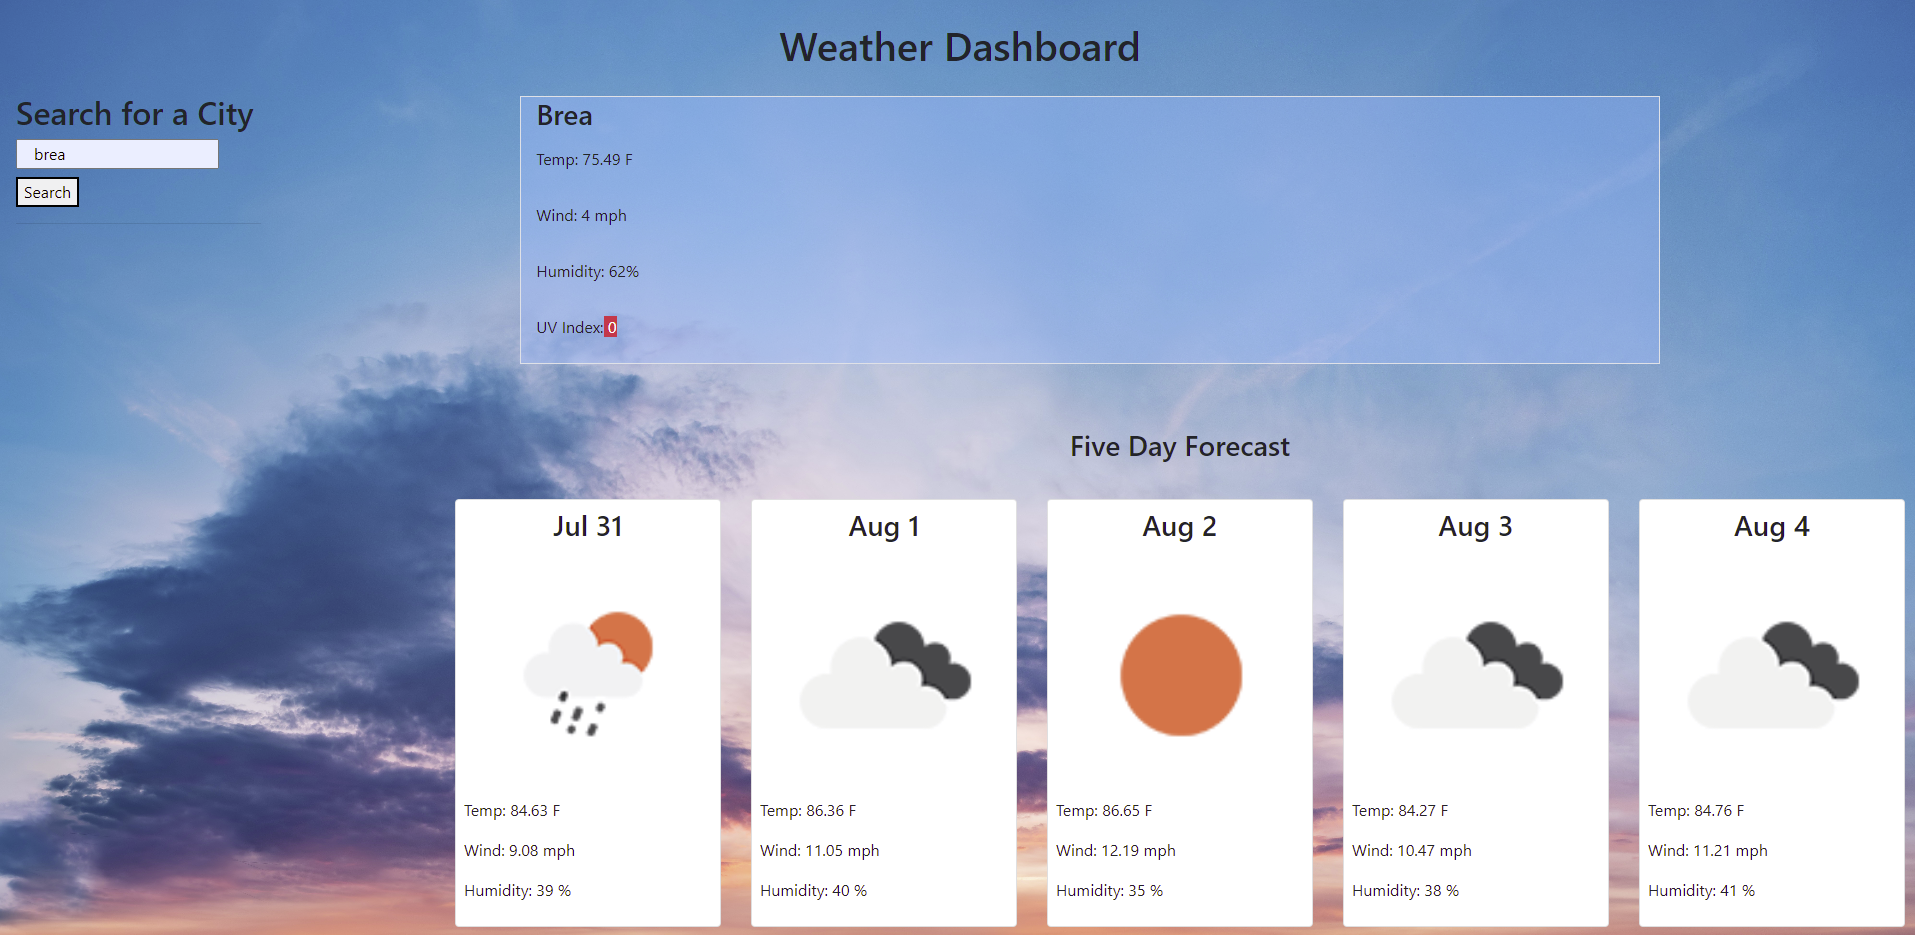 Weather Dashboard
Search for a City
brea
Search
Brea
Temp: 75.49 F
Wind: 4 mph
Humidity: 62%
UV Index: 0
Five Day Forecast
Jul 31
Temp: 84.63 F
Wind: 9.08 mph
Humidity: 39 %
Aug 1
Temp: 86.36 F
Wind: 11.05 mph
Humidity: 40 %
Aug 2
Temp: 86.65 F
Wind: 12.19 mph
Humidity: 35 %
Aug 3
Temp: 84.27 F
Wind: 10.47 mph
Humidity: 38 %
Aug 4
Temp: 84.76 F
Wind: 11.21 mph
Humidity: 41 %